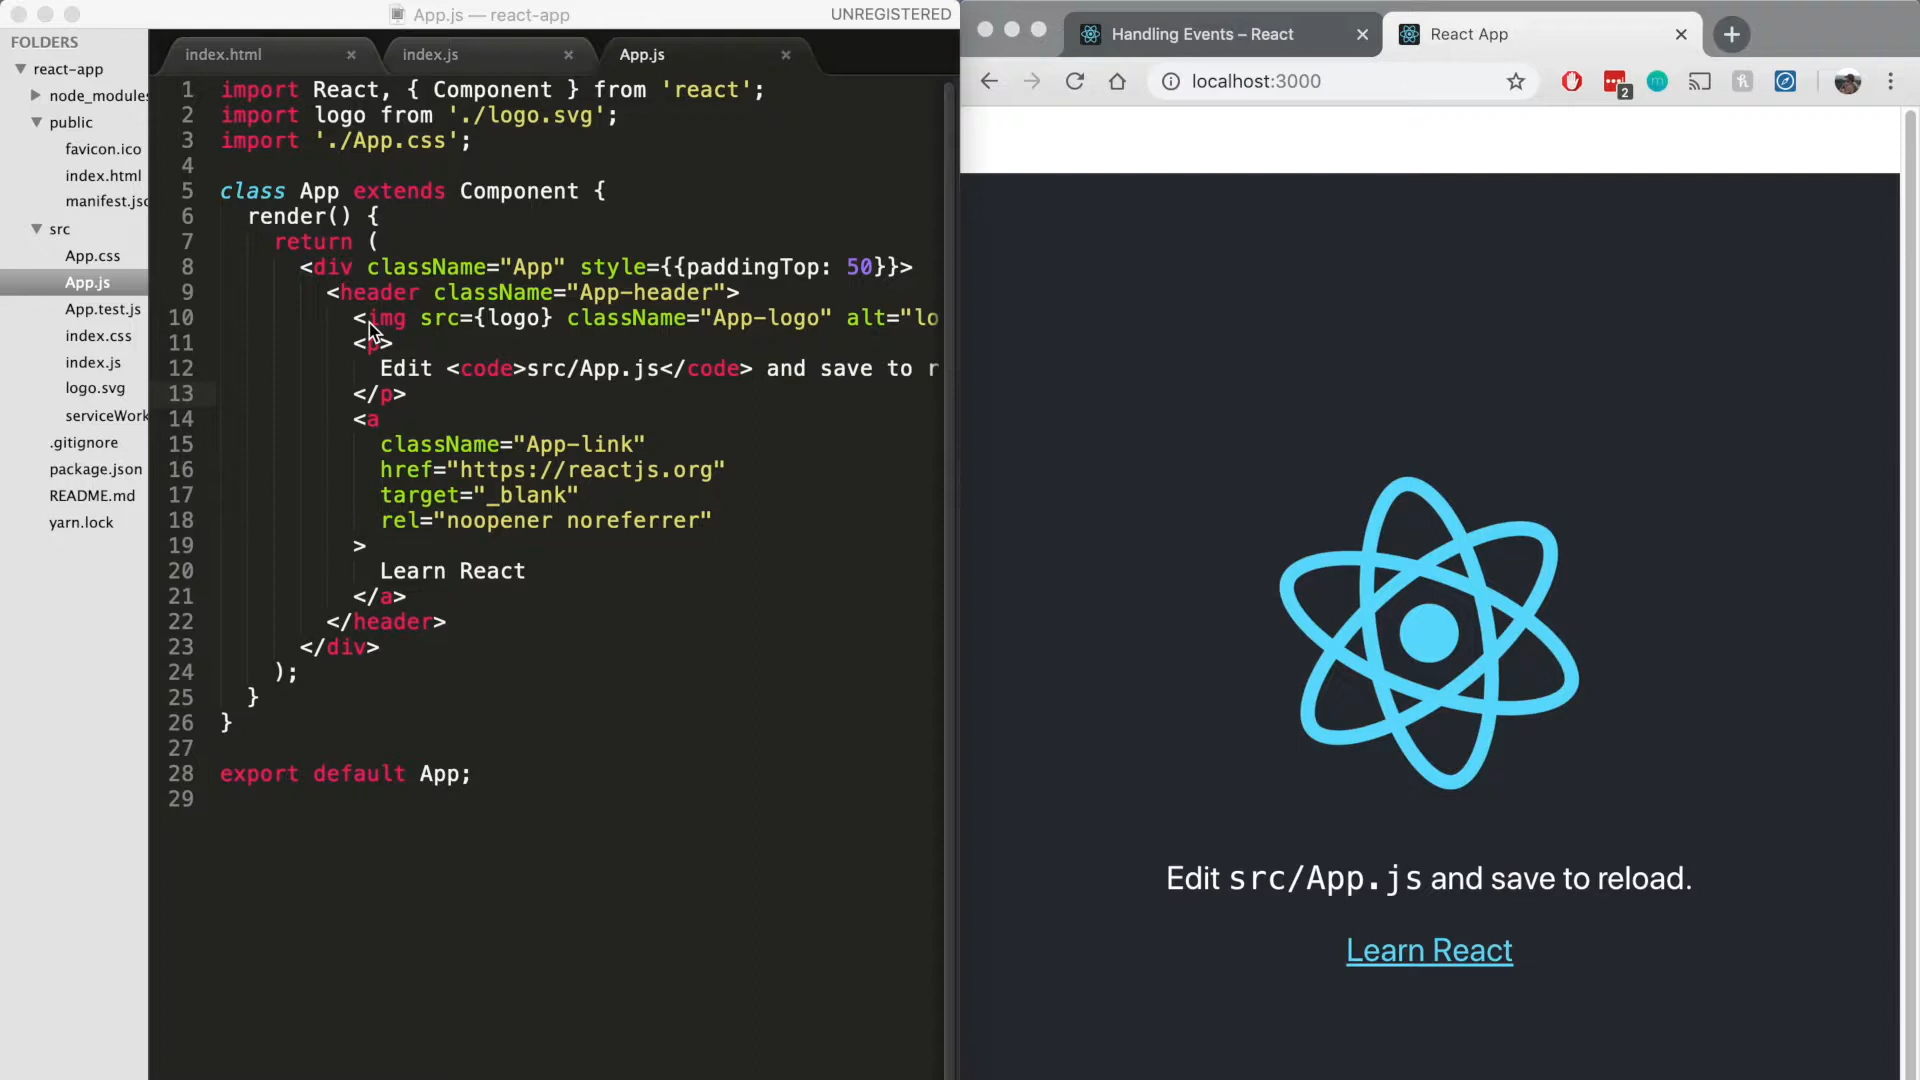 App.js — react-app
UNREGISTERED
FOLDERS
react-app
node_modules
public
favicon.ico
index.html
manifest.jsc
src
App.css
App.js
App.test.js
index.css
index.js
logo.svg
serviceWork
.gitignore
package.json
README.md
yarn.lock
index.html ×
index.js ×
App.js ×
1 import React, { Component } from 'react';
2 import logo from './logo.svg';
3 import './App.css';
4
5 class App extends Component {
6 render() {
7 return (
8 <div className="App" style={{paddingTop: 50}}>
9 <header className="App-header">
10 <img src={logo} className="App-logo" alt="lo
11 <p>
12 Edit <code>src/App.js</code> and save to r
13 </p>
14 <a
15 className="App-link"
16 href="https://reactjs.org"
17 target="_blank"
18 rel="noopener noreferrer"
19 >
20 Learn React
21 </a>
22 </header>
23 </div>
24 );
25 }
26 }
27
28 export default App;
29
Handling Events – React ×
React App ×
localhost:3000
2
m
h
Edit src/App.js and save to reload.
Learn React